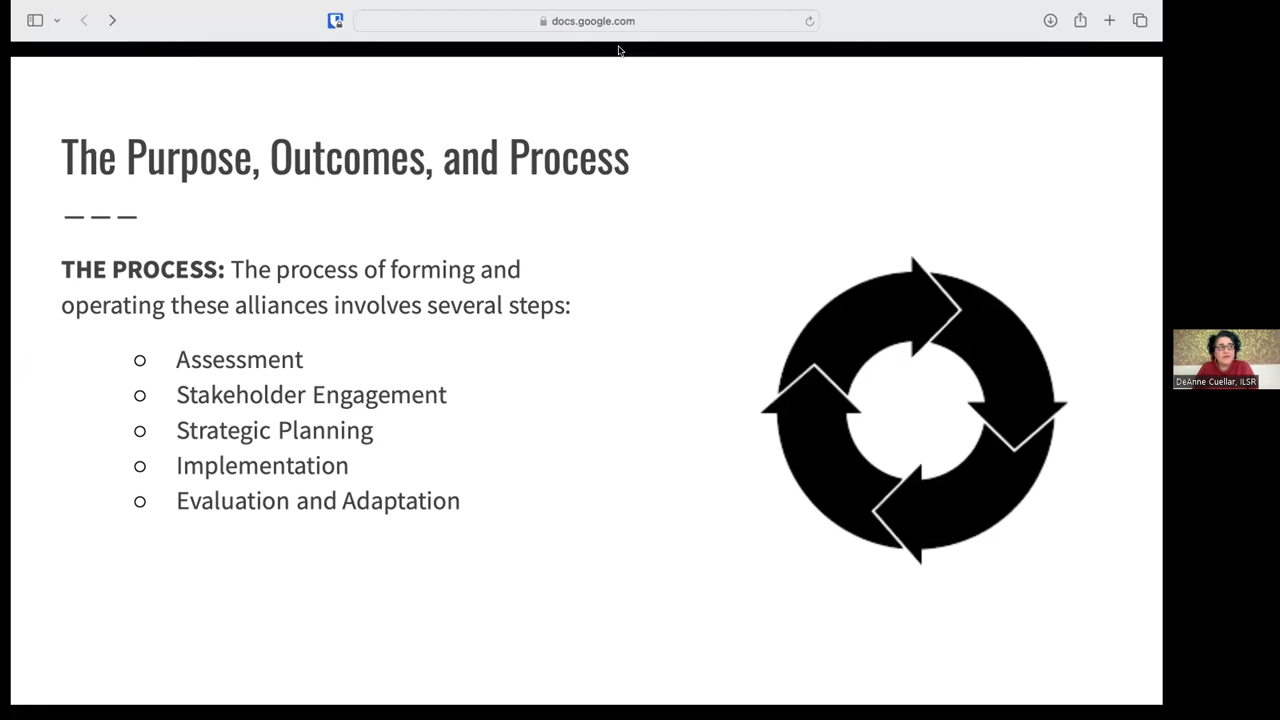 docs.google.com
The Purpose, Outcomes, and Process
THE PROCESS: The process of forming and
operating these alliances involves several steps:
Assessment
Stakeholder Engagement
Strategic Planning
Implementation
Evaluation and Adaptation
DeAnne Cuellar, ILSR